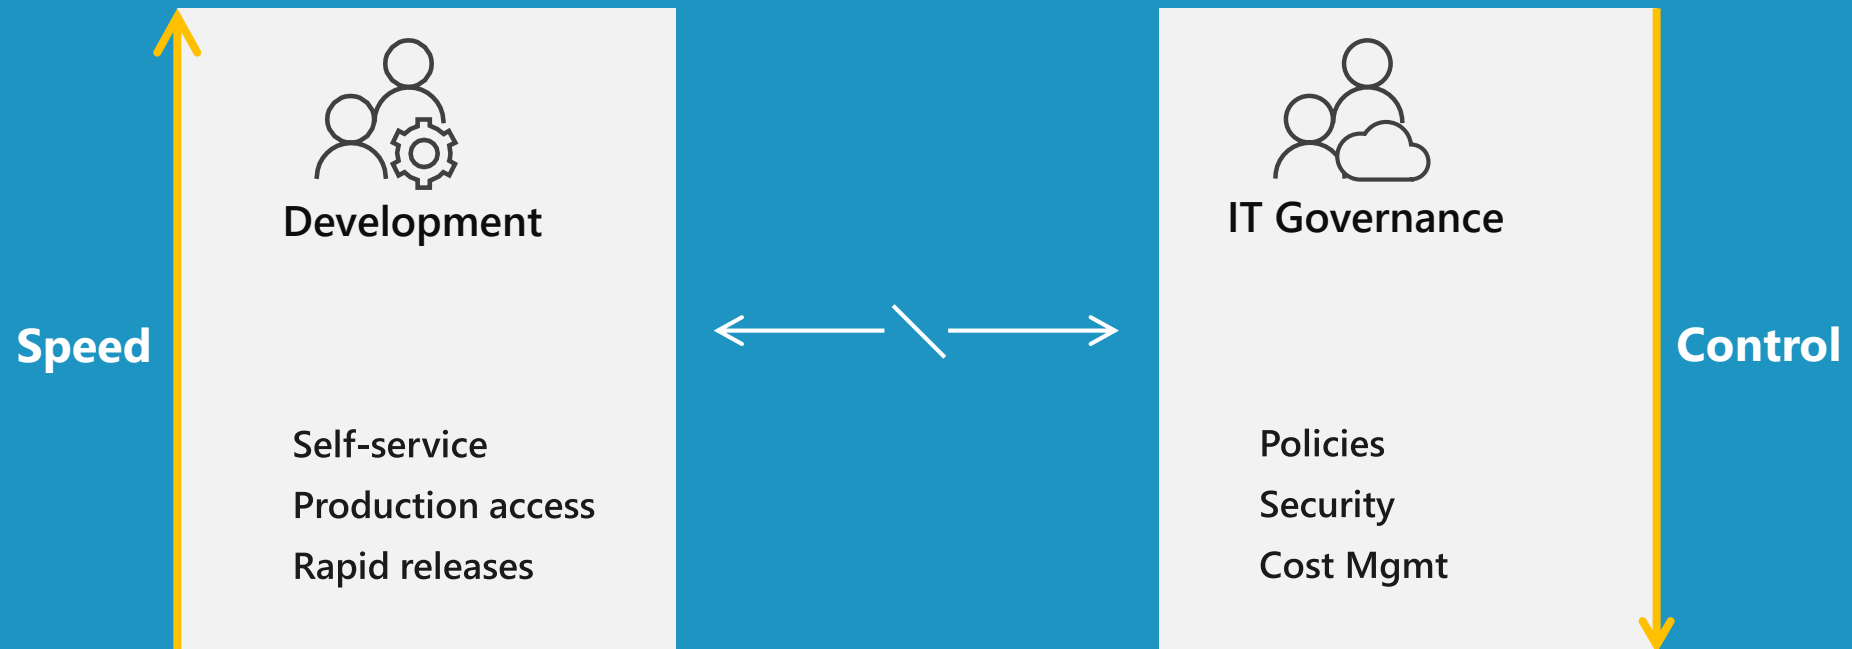 Speed
Development
Self-service
Production access
Rapid releases
IT Governance
Policies
Security
Cost Mgmt
Control